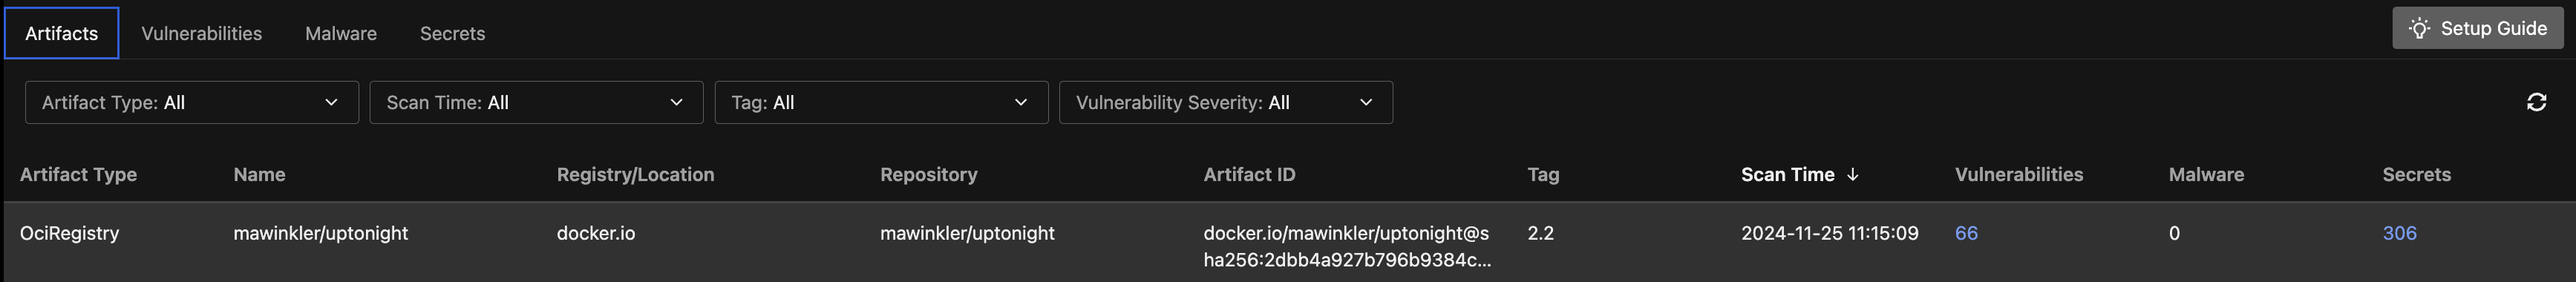 Artifacts Vulnerabilities Malware Secrets Setup Guide
Artifact Type: All Scan Time: All Tag: All Vulnerability Severity: All
Artifact Type Name Registry/Location Repository Artifact ID Tag Scan Time ↓ Vulnerabilities Malware Secrets
OciRegistry mawinkler/uptonight docker.io mawinkler/uptonight docker.io/mawinkler/uptonight@s 2.2 2024-11-25 11:15:09 66 0 306
ha256:2dbb4a927b796b9384c...